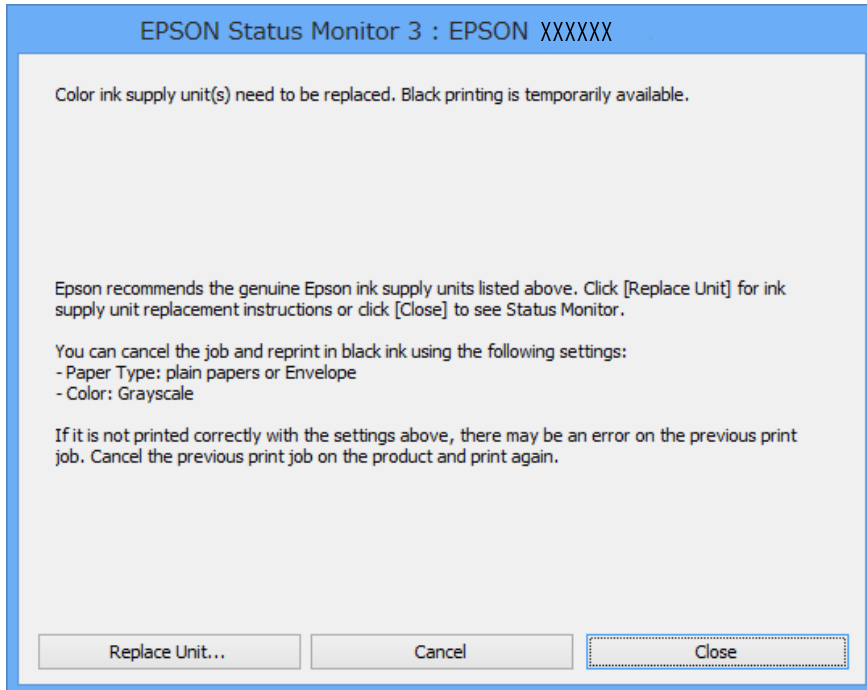 EPSON Status Monitor 3 : EPSON XXXXXX
Color ink supply unit(s) need to be replaced. Black printing is temporarily available.
Epson recommends the genuine Epson ink supply units listed above. Click [Replace Unit] for ink
supply unit replacement instructions or click [Close] to see Status Monitor.
You can cancel the job and reprint in black ink using the following settings:
- Paper Type: plain papers or Envelope
- Color: Grayscale
If it is not printed correctly with the settings above, there may be an error on the previous print
job. Cancel the previous print job on the product and print again.
Replace Unit...
Cancel
Close